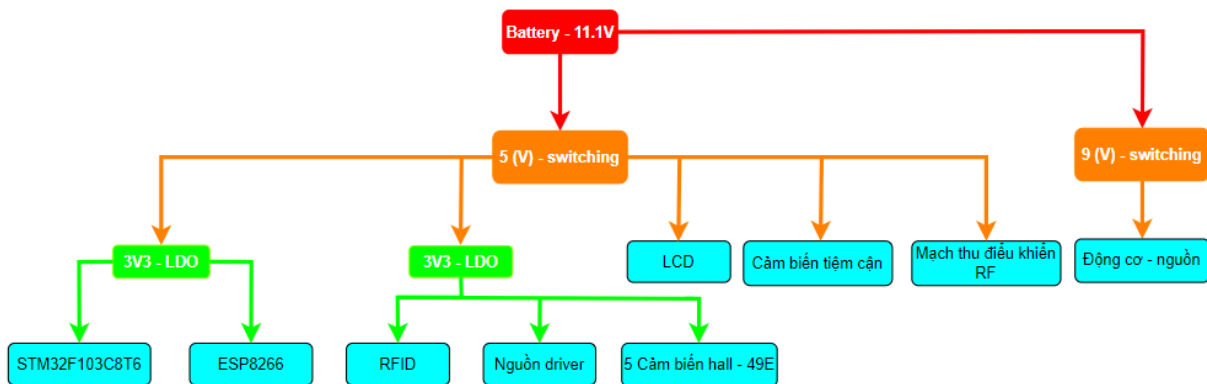 Battery - 11.1V
5 (V) - switching
9 (V) - switching
3V3 - LDO
3V3 - LDO
LCD
Cảm biến tiệm cận
Mạch thu điều khiển
RF
Động cơ - nguồn
STM32F103C8T6
ESP8266
RFID
Nguồn driver
5 Cảm biến hall - 49E